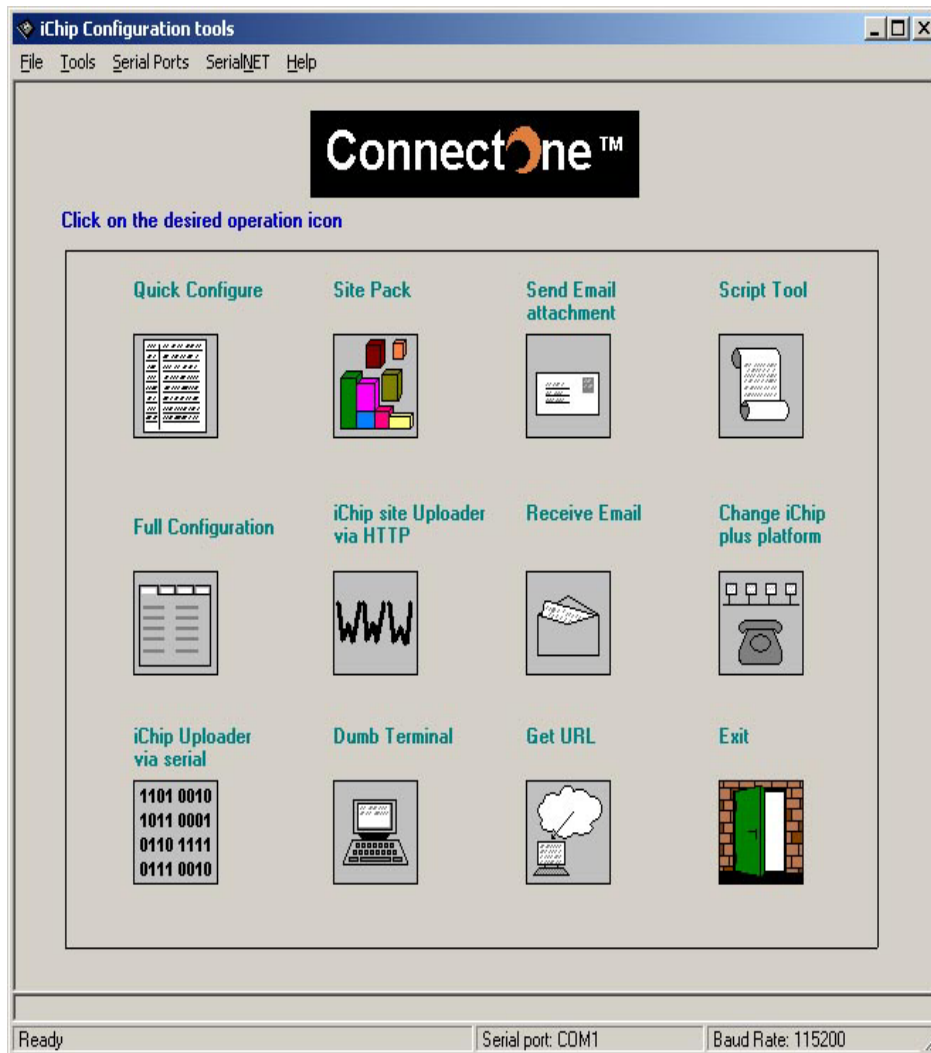 iChip Configuration tools
File Tools Serial Ports SerialNET Help
ConnectOne™
Click on the desired operation icon
Quick Configure
Site Pack
Send Email
attachment
Script Tool
Full Configuration
iChip site Uploader
via HTTP
WWW
Receive Email
Change iChip
plus platform
iChip Uploader
via serial
1101 0010
1011 0001
0110 1111
0111 0010
Dumb Terminal
Get URL
Exit
Ready
Serial port: COM1
Baud Rate: 115200